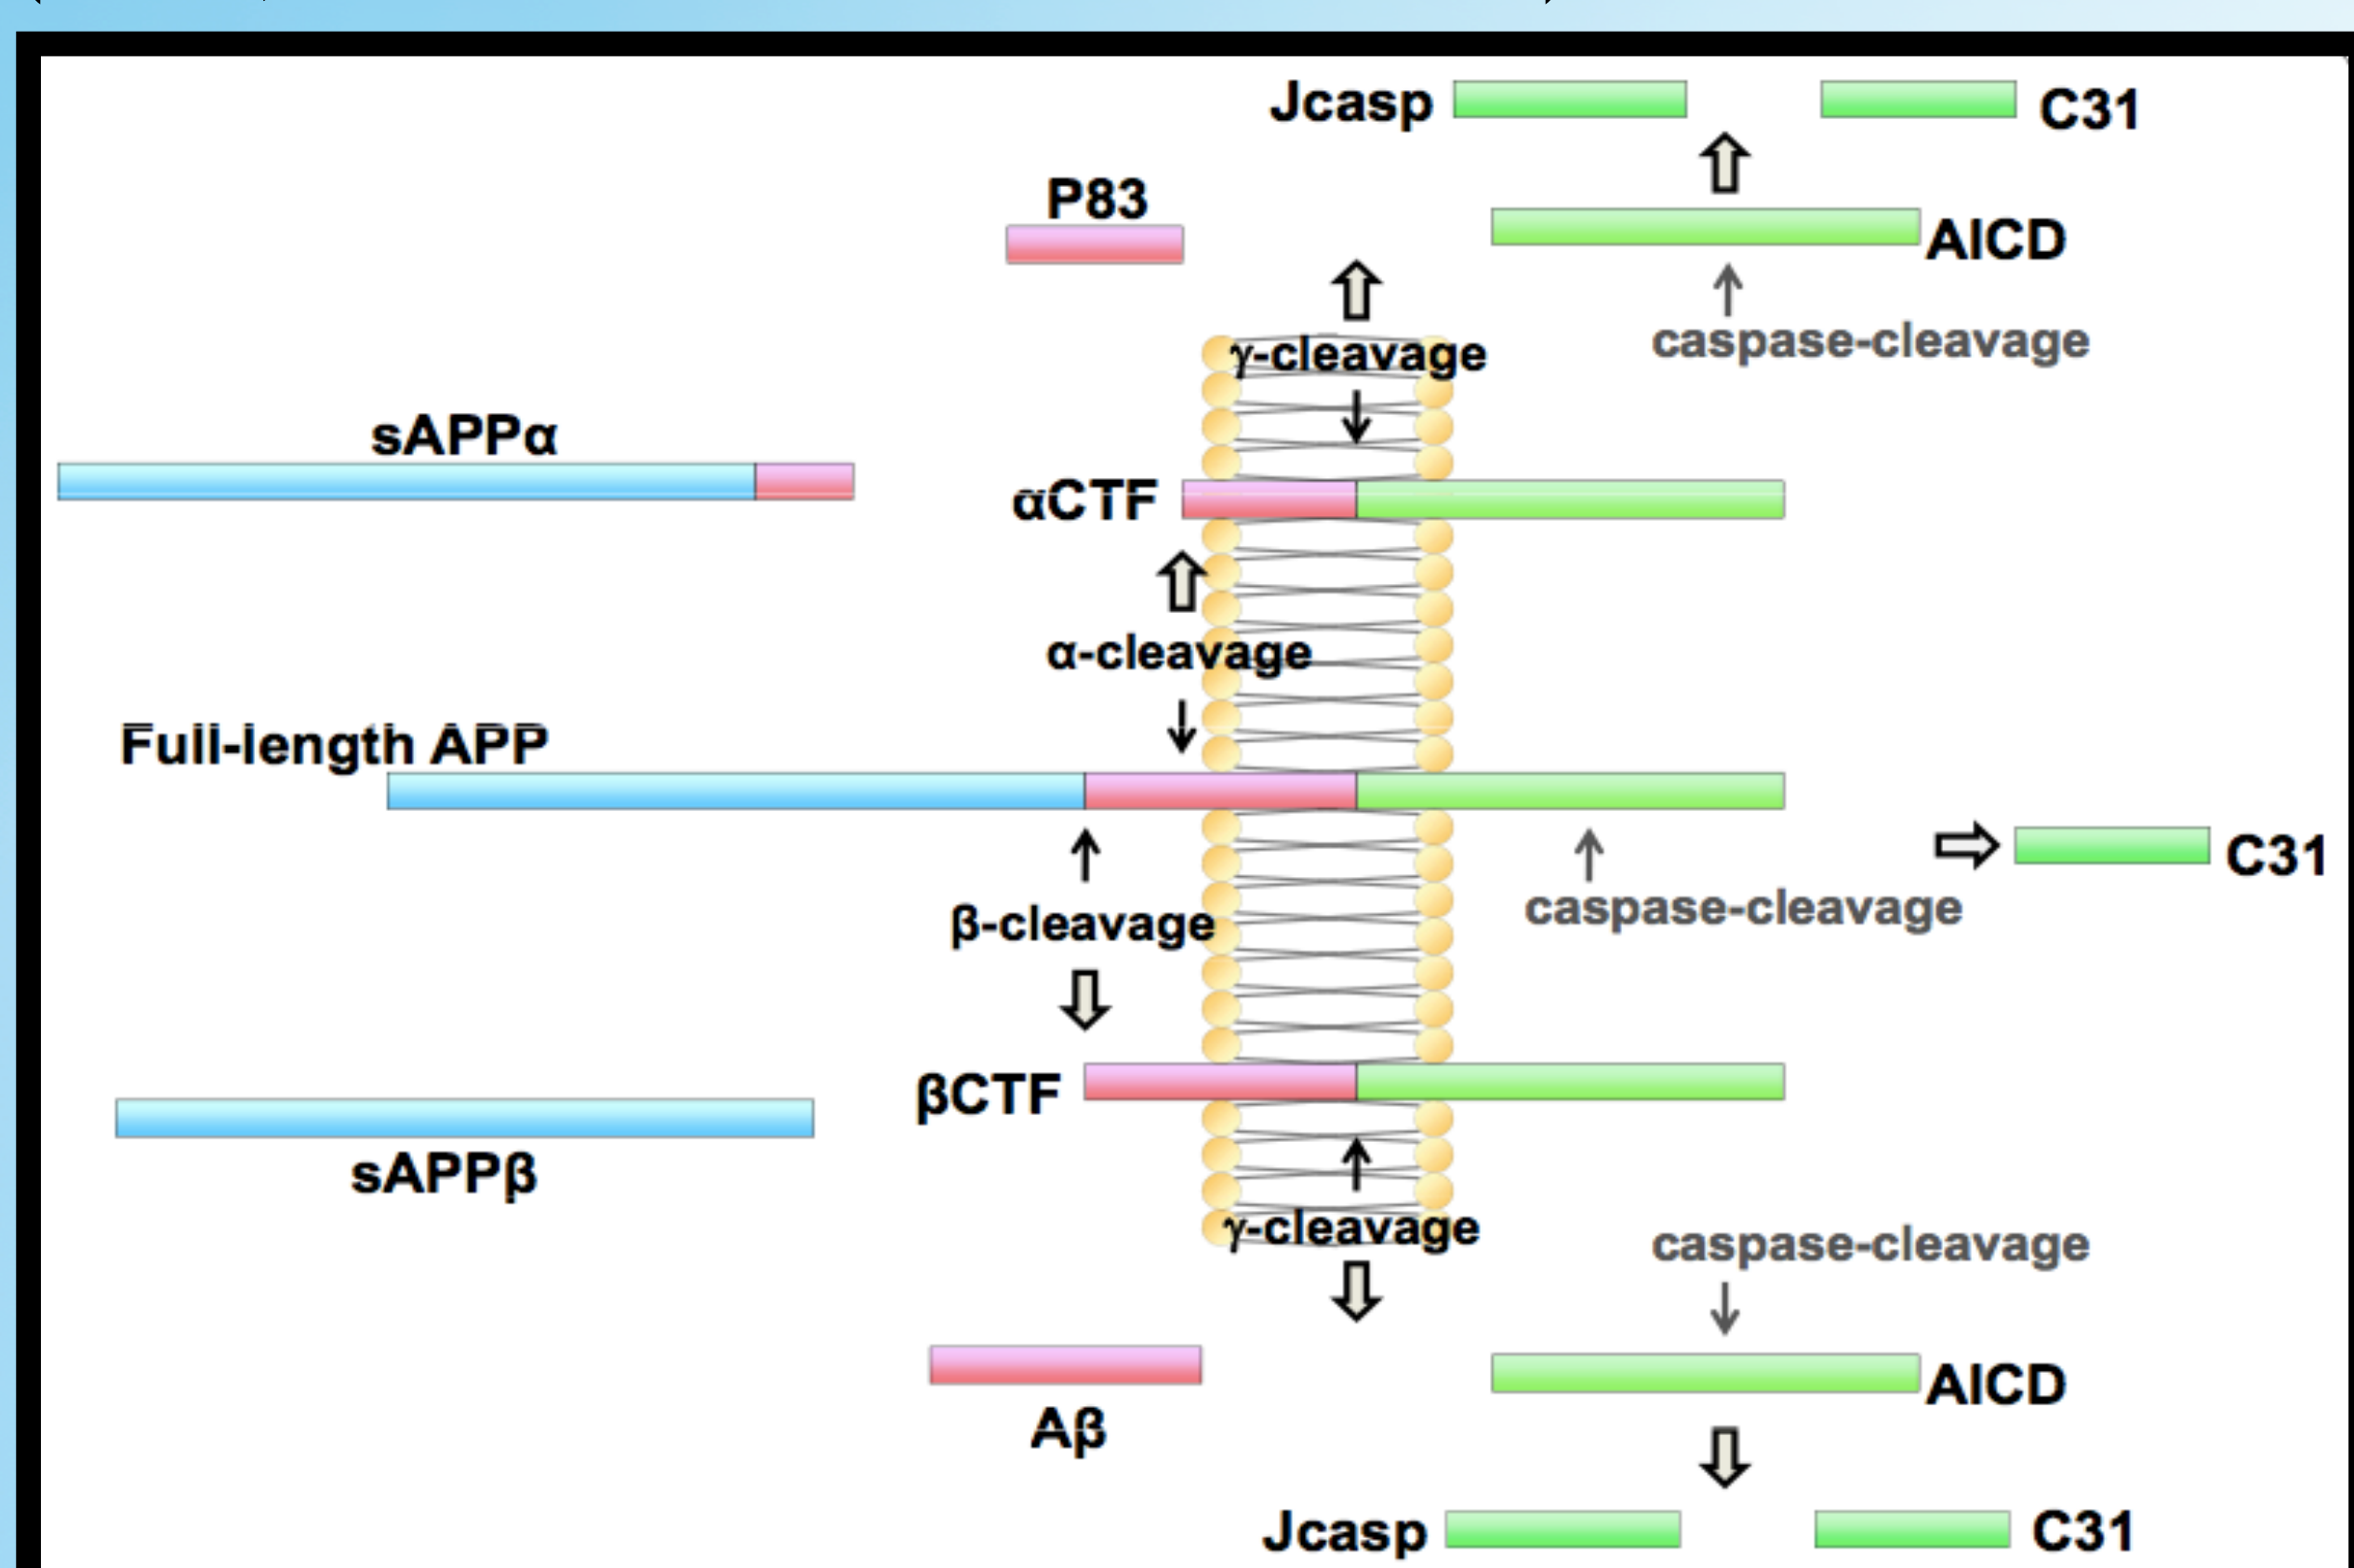 Jcasp
C31
P83
AICD
γ-cleavage
caspase-cleavage
sAPPα
αCTF
α-cleavage
Full-length APP
C31
β-cleavage
caspase-cleavage
βCTF
sAPPβ
γ-cleavage
caspase-cleavage
AICD
Aβ
Jcasp
C31